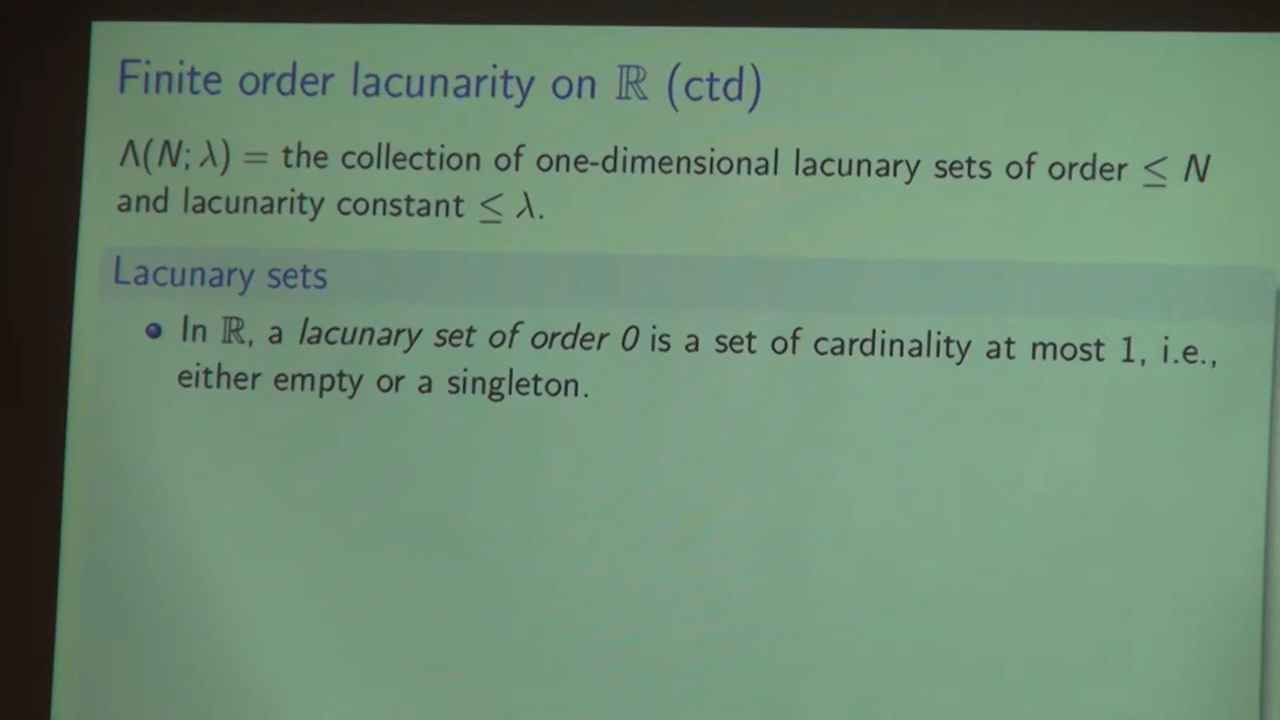 Finite order lacunarity on ℝ (ctd)
Λ(N; λ) = the collection of one-dimensional lacunary sets of order ≤ N
and lacunarity constant ≤ λ.
Lacunary sets
• In ℝ, a lacunary set of order 0 is a set of cardinality at most 1, i.e.,
either empty or a singleton.